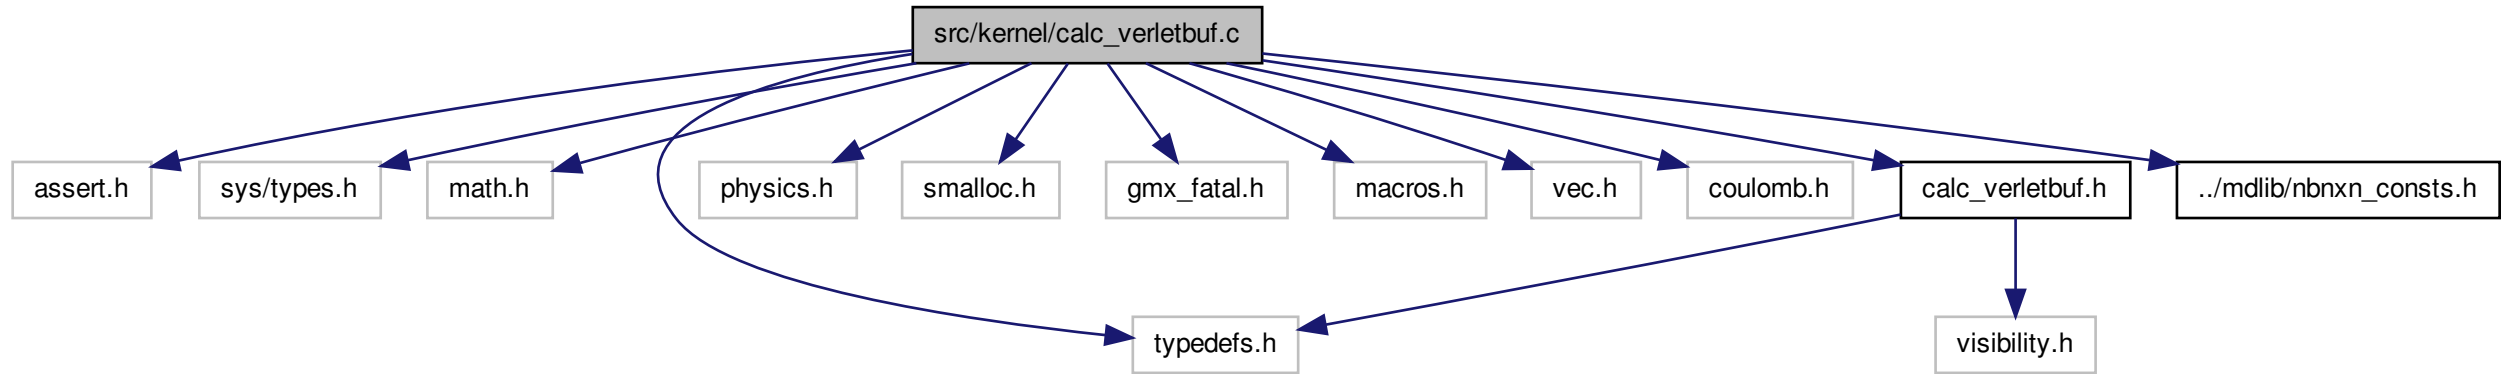 src/kernel/calc_verletbuf.c
assert.h
sys/types.h
math.h
physics.h
smalloc.h
gmx_fatal.h
macros.h
vec.h
coulomb.h
calc_verletbuf.h
../mdlib/nbnxn_consts.h
typedefs.h
visibility.h